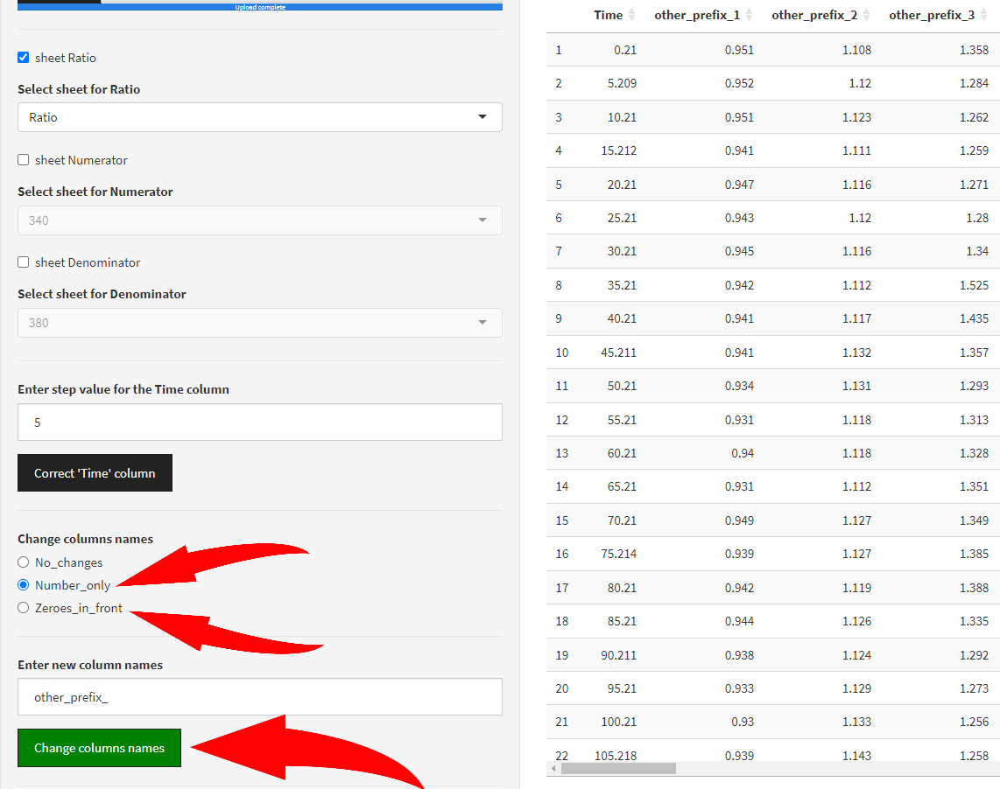 Upload complete
sheet Ratio
Select sheet for Ratio
Ratio
sheet Numerator
Select sheet for Numerator
340
sheet Denominator
Select sheet for Denominator
380
Enter step value for the Time column
5
Correct 'Time' column
Change columns names
No_changes
Number_only
Zeroes_in_front
Enter new column names
other_prefix_
Change columns names
Time other_prefix_1 other_prefix_2 other_prefix_3
1 0.21 0.951 1.108 1.358
2 5.209 0.952 1.12 1.284
3 10.21 0.951 1.123 1.262
4 15.212 0.941 1.111 1.259
5 20.21 0.947 1.116 1.271
6 25.21 0.943 1.12 1.28
7 30.21 0.945 1.116 1.34
8 35.21 0.942 1.112 1.525
9 40.21 0.941 1.117 1.435
10 45.211 0.941 1.132 1.357
11 50.21 0.934 1.131 1.293
12 55.21 0.931 1.118 1.313
13 60.21 0.94 1.118 1.328
14 65.21 0.931 1.112 1.351
15 70.21 0.949 1.127 1.349
16 75.214 0.939 1.127 1.385
17 80.21 0.942 1.119 1.388
18 85.21 0.944 1.126 1.335
19 90.211 0.938 1.124 1.292
20 95.21 0.933 1.129 1.273
21 100.21 0.93 1.133 1.256
22 105.218 0.939 1.143 1.258